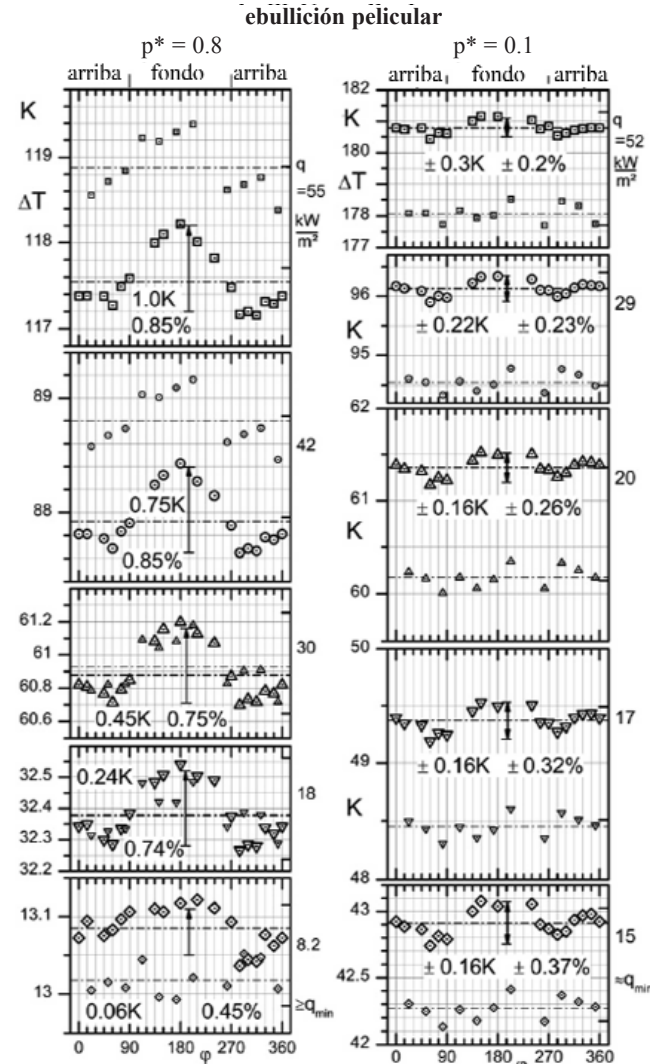 ebullición pelicular
p* = 0.8
arriba fondo arriba
K
119
ΔT
118
117
q
=55
kW
m²
1.0K
0.85%
89
88
42
0.75K
0.85%
61.2
61
60.8
60.6
30
0.45K 0.75%
32.5
32.4
32.3
32.2
18
0.24K
0.74%
13.1
13
8.2
≥qmin
0.06K 0.45%
0 90 180 270 360
φ
p* = 0.1
arriba fondo arriba
182
K
180
ΔT
178
177
q
=52
kW
m²
± 0.3K ± 0.2%
96
K
95
29
± 0.22K ± 0.23%
62
61
K
60
20
± 0.16K ± 0.26%
50
49
K
48
17
± 0.16K ± 0.32%
43
42.5
42
15
≈qmin
± 0.16K ± 0.37%
0 90 180 270 360
φ